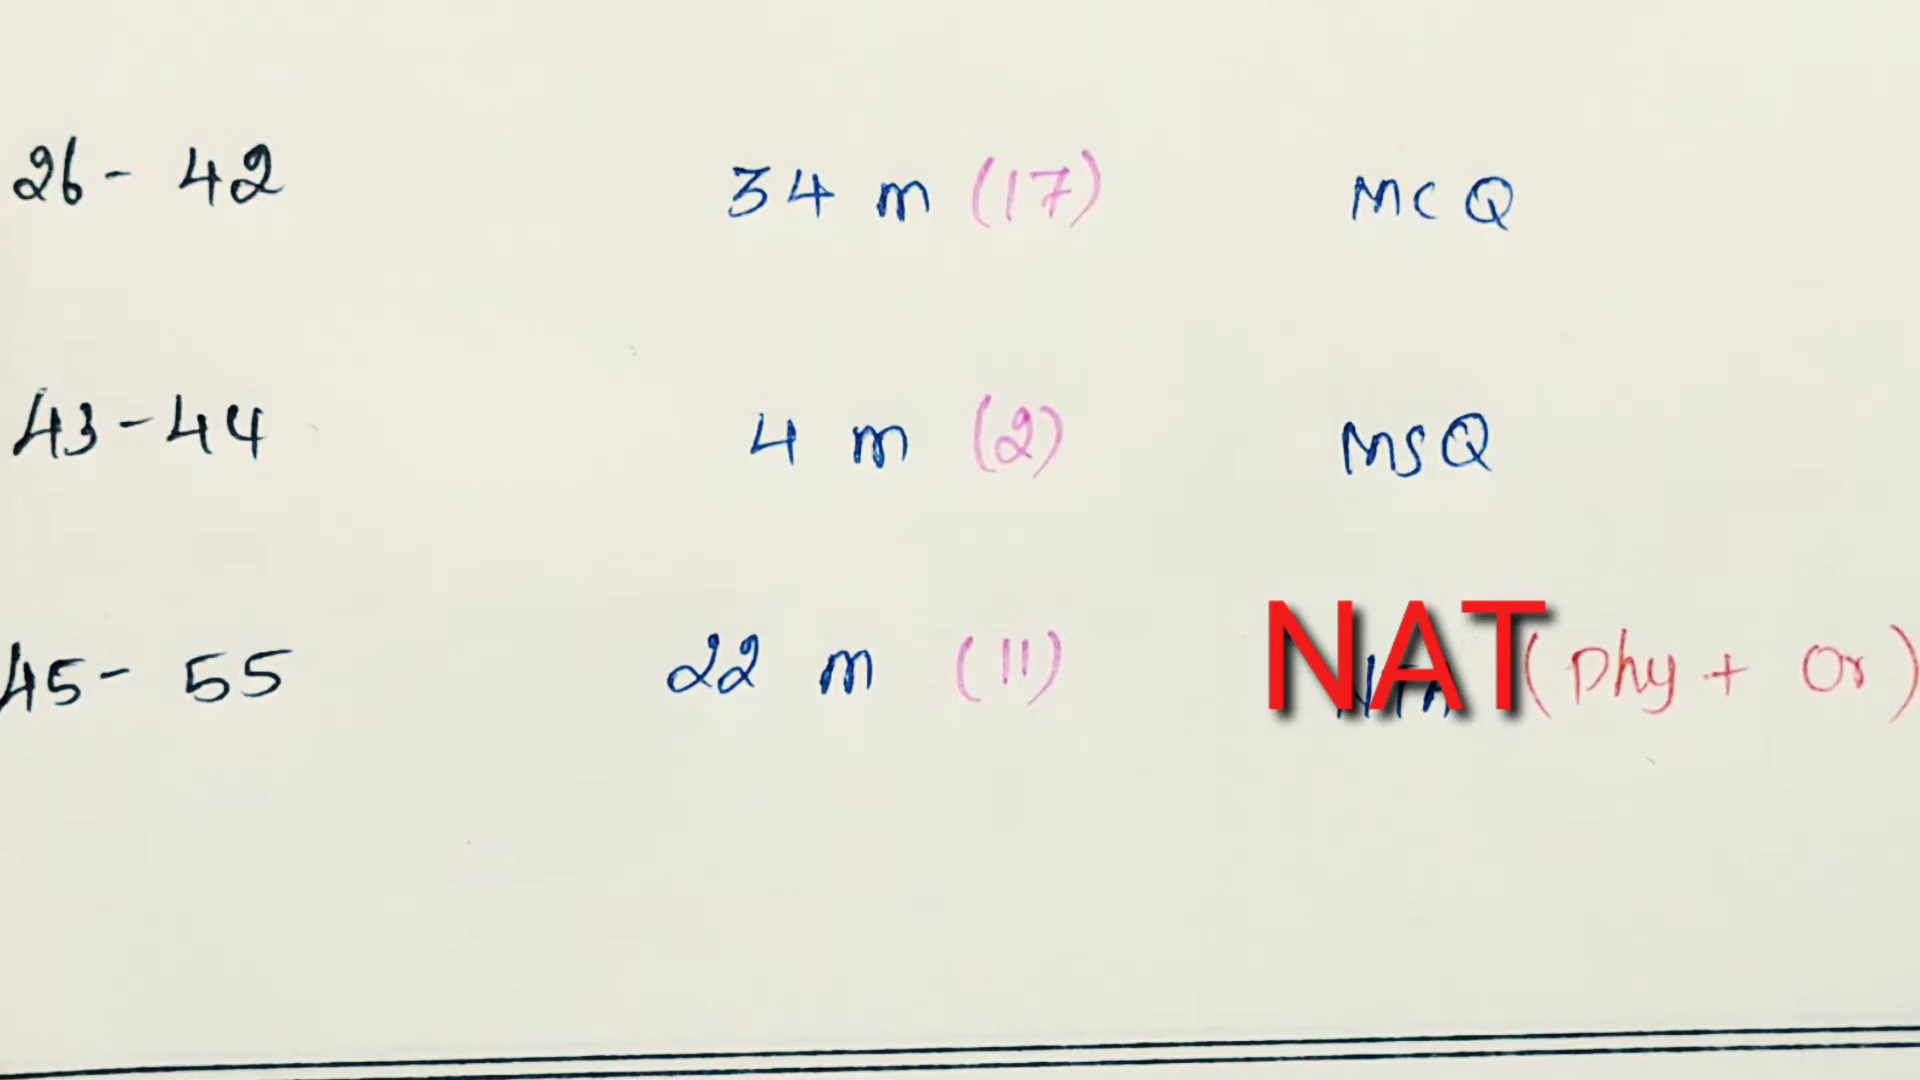 26 - 42 34 m (17) MCQ
43 - 44 4 m (2) MSQ
45 - 55 22 m (11) NAT (Phy + Or)